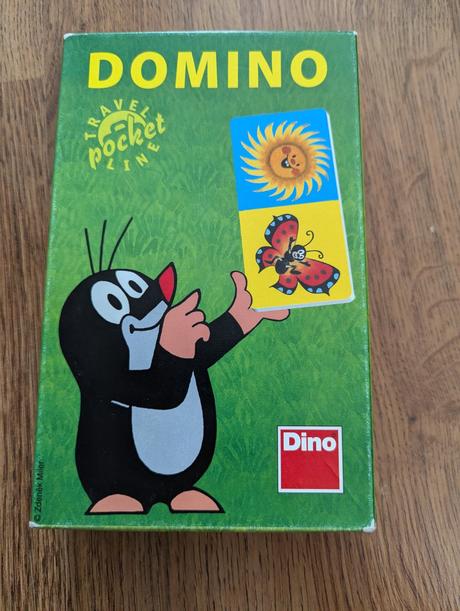 DOMINO
TRAVEL
pocket
LINE
Dino
© Zdeněk Miler